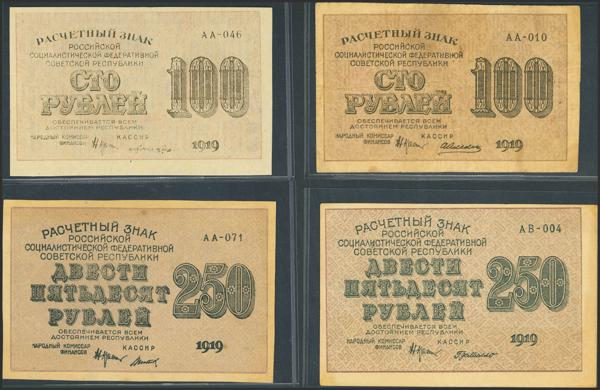 РАСЧЕТНЫЙ ЗНАК
АА-046
РОССИЙСКОЙ
СОЦИАЛИСТИЧЕСКОЙ ФЕДЕРАТИВНОЙ
СОВЕТСКОЙ РЕСПУБЛИКИ
СТО
РУБЛЕЙ
100
ОБЕСПЕЧИВАЕТСЯ ВСЕМ
ДОСТОЯНИЕМ РЕСПУБЛИКИ.
НАРОДНЫЙ КОМИССАР
ФИНАНСОВ
КАССИР
1919
РАСЧЕТНЫЙ ЗНАК
АА-010
РОССИЙСКОЙ
СОЦИАЛИСТИЧЕСКОЙ ФЕДЕРАТИВНОЙ
СОВЕТСКОЙ РЕСПУБЛИКИ
СТО
РУБЛЕЙ
100
ОБЕСПЕЧИВАЕТСЯ ВСЕМ
ДОСТОЯНИЕМ РЕСПУБЛИКИ.
НАРОДНЫЙ КОМИССАР
ФИНАНСОВ
КАССИР
1919
РАСЧЕТНЫЙ ЗНАК
РОССИЙСКОЙ
АА-071
СОЦИАЛИСТИЧЕСКОЙ ФЕДЕРАТИВНОЙ
СОВЕТСКОЙ РЕСПУБЛИКИ
ДВЕСТИ
ПЯТЬДЕСЯТ
РУБЛЕЙ
250
ОБЕСПЕЧИВАЕТСЯ ВСЕМ
ДОСТОЯНИЕМ РЕСПУБЛИКИ
НАРОДНЫЙ КОМИССАР
ФИНАНСОВ
КАССИР
1919
РАСЧЕТНЫЙ ЗНАК
РОССИЙСКОЙ
АВ-004
СОЦИАЛИСТИЧЕСКОЙ ФЕДЕРАТИВНОЙ
СОВЕТСКОЙ РЕСПУБЛИКИ
ДВЕСТИ
ПЯТЬДЕСЯТ
РУБЛЕЙ
250
ОБЕСПЕЧИВАЕТСЯ ВСЕМ
ДОСТОЯНИЕМ РЕСПУБЛИКИ
НАРОДНЫЙ КОМИССАР
ФИНАНСОВ
КАССИР
1919